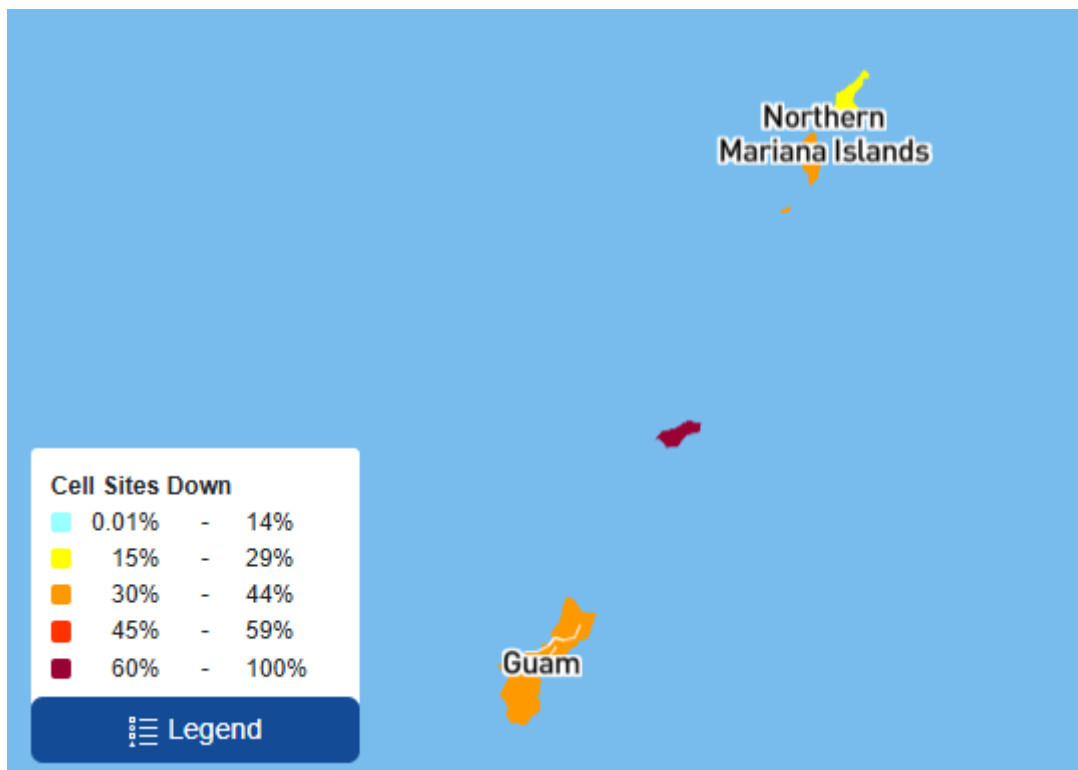 Northern
Mariana Islands
Guam
Cell Sites Down
0.01% - 14%
15% - 29%
30% - 44%
45% - 59%
60% - 100%
Legend